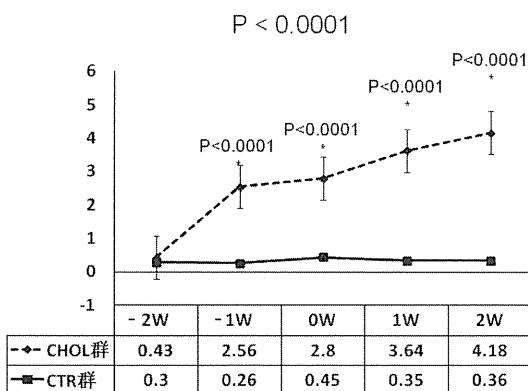 P < 0.0001
6
5
4
3
2
1
0
-1
P<0.0001
*
P<0.0001
*
P<0.0001
*
P<0.0001
*
－2W －1W 0W 1W 2W
CHOL群 0.43 2.56 2.8 3.64 4.18
CTR群 0.3 0.26 0.45 0.35 0.36